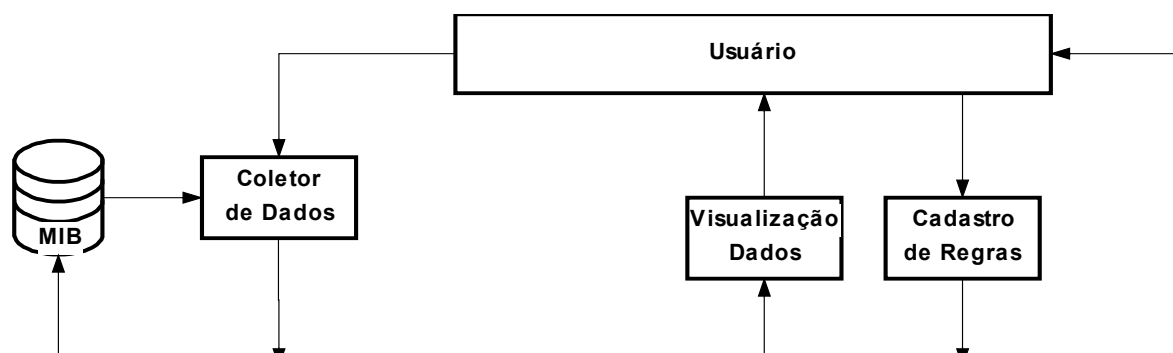 Usuário
Coletor
de Dados
MIB
Visualização
Dados
Cadastro
de Regras